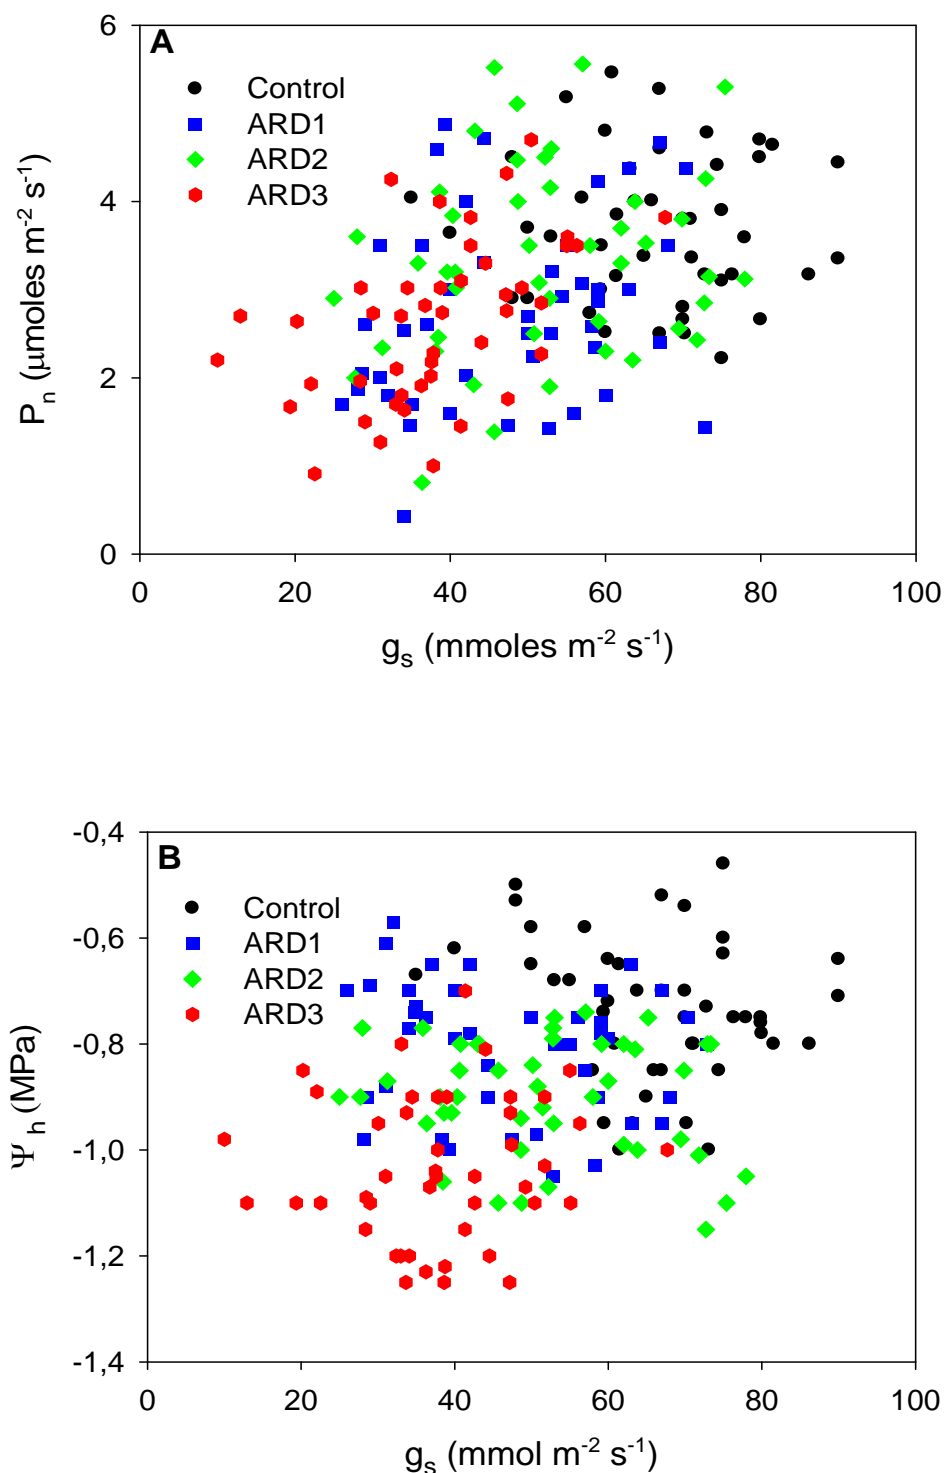 6
A
Control
ARD1
ARD2
ARD3
4
2
0
Pn (μmoles m-2 s-1)
0 20 40 60 80 100
gs (mmoles m-2 s-1)
-0,4
B
Control
ARD1
ARD2
ARD3
-0,6
-0,8
-1,0
-1,2
-1,4
Ψh (MPa)
0 20 40 60 80 100
gs (mmol m-2 s-1)